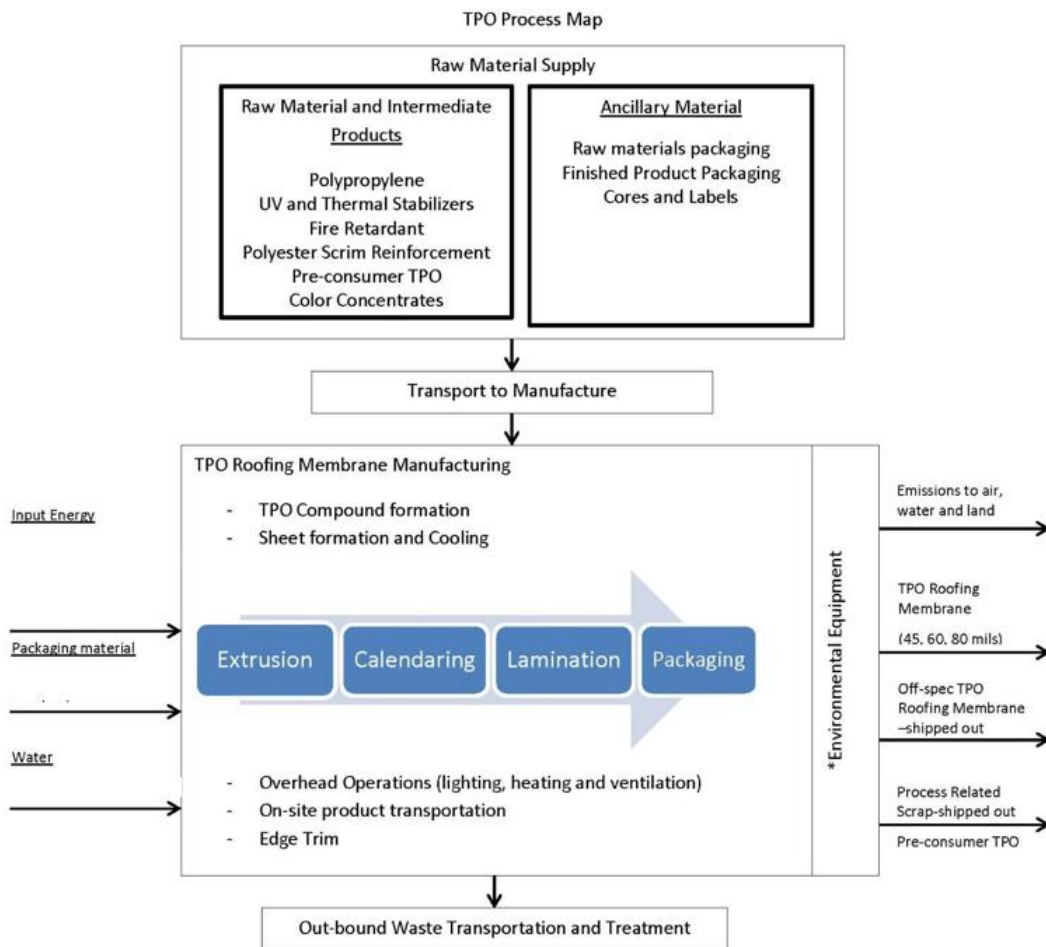 TPO Process Map
Raw Material Supply
Raw Material and Intermediate
Products
Polypropylene
UV and Thermal Stabilizers
Fire Retardant
Polyester Scrim Reinforcement
Pre-consumer TPO
Color Concentrates
Ancillary Material
Raw materials packaging
Finished Product Packaging
Cores and Labels
Transport to Manufacture
TPO Roofing Membrane Manufacturing
- TPO Compound formation
- Sheet formation and Cooling
Input Energy
Packaging material
Water
Extrusion
Calendaring
Lamination
Packaging
- Overhead Operations (lighting, heating and ventilation)
- On-site product transportation
- Edge Trim
*Environmental Equipment
Emissions to air,
water and land
TPO Roofing
Membrane
(45, 60, 80 mils)
Off-spec TPO
Roofing Membrane
–shipped out
Process Related
Scrap-shipped out
Pre-consumer TPO
Out-bound Waste Transportation and Treatment